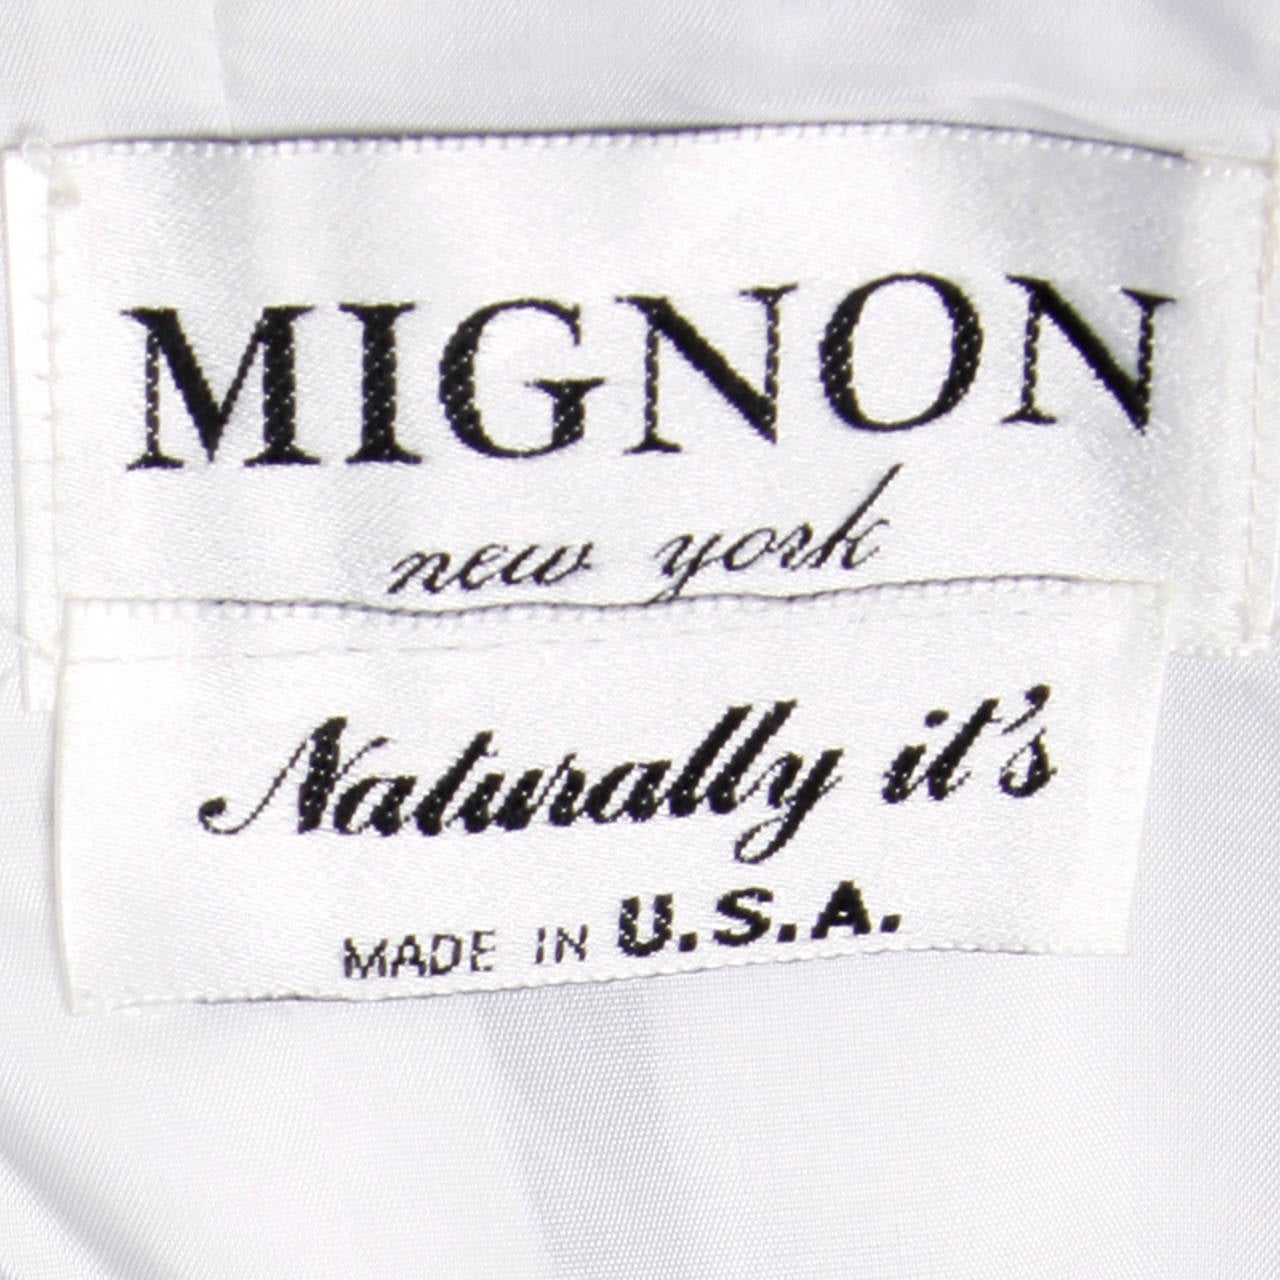 MIGNON
new york
Naturally it's
MADE IN U.S.A.